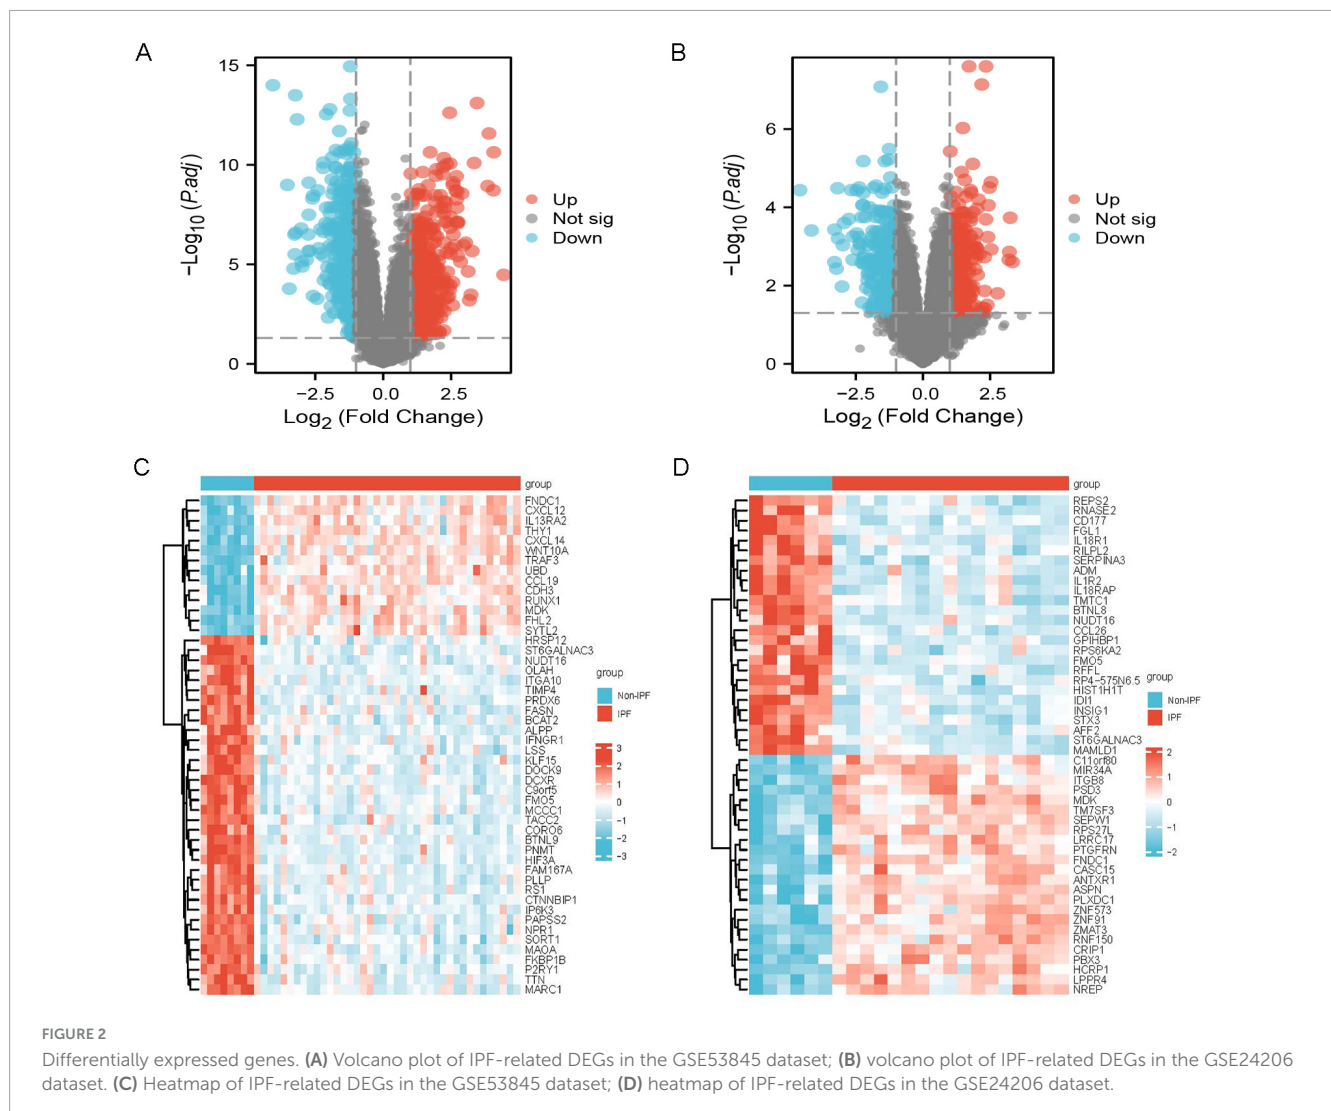 A
15
10
5
0
−Log10 (P.adj)
−2.5
0.0
2.5
Log2 (Fold Change)
Up
Not sig
Down
B
6
4
2
0
−Log10 (P.adj)
−2.5
0.0
2.5
Log2 (Fold Change)
Up
Not sig
Down
C
group
FNDC1
CXCL12
IL13RA2
THY1
CXCL14
WNT10A
TRAF3
UBD
CCL19
CDH3
RUNX1
MDK
FHL2
SYTL2
HRSP12
ST6GALNAC3
NUDT16
OLAH
ITGA10
TIMP4
PRDX6
FASN
BCAT2
ALPP
IFNGR1
LSS
KLF15
DOCK9
DCXR
C9orf5
FMO5
MCCC1
TACC2
CORO6
BTNL9
PNMT
HIF3A
FAM167A
PLLP
RS1
CTNNBIP1
IP6K3
PAPSS2
NPR1
SORT1
MAOA
FKBP1B
P2RY1
TTN
MARC1
group
Non-IPF
IPF
3
2
1
0
−1
−2
−3
D
group
REPS2
RNASE2
CD177
FGL1
IL18R1
RILPL2
SERPINA3
ADM
IL1R2
IL18RAP
TMTC1
BTNL8
NUDT16
CCL26
GPIHBP1
RPS6KA2
FMO5
RFFL
RP4-575N6.5
HIST1H1T
IDI1
INSIG1
STX3
AFF2
ST6GALNAC3
MAMLD1
C11orf80
MIR34A
ITGB8
PSD3
MDK
TM7SF3
SEPW1
RPS27L
LRRC17
PTGFRN
FNDC1
CASC15
ANTXR1
ASPN
PLXDC1
ZNF573
ZNF91
ZMAT3
RNF150
CRIP1
PBX3
HCRP1
LPPR4
NREP
group
Non-IPF
IPF
2
1
0
−1
−2
FIGURE 2
Differentially expressed genes. (A) Volcano plot of IPF-related DEGs in the GSE53845 dataset; (B) volcano plot of IPF-related DEGs in the GSE24206
dataset. (C) Heatmap of IPF-related DEGs in the GSE53845 dataset; (D) heatmap of IPF-related DEGs in the GSE24206 dataset.